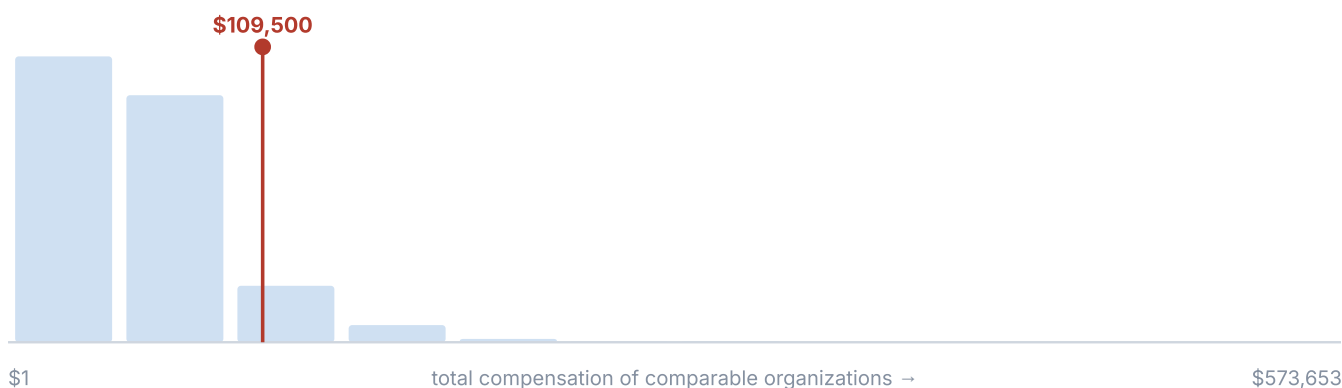 $109,500
$1 total compensation of comparable organizations → $573,653